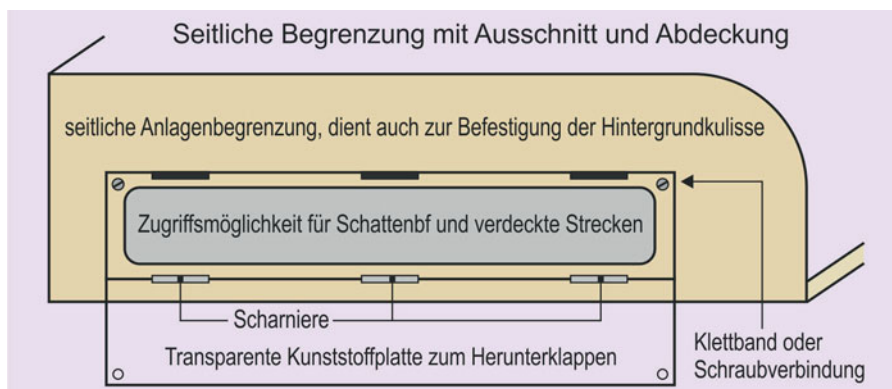 Seitliche Begrenzung mit Ausschnitt und Abdeckung
seitliche Anlagenbegrenzung, dient auch zur Befestigung der Hintergrundkulisse
Zugriffsmöglichkeit für Schattenbf und verdeckte Strecken
Scharniere
Transparente Kunststoffplatte zum Herunterklappen
Klettband oder
Schraubverbindung